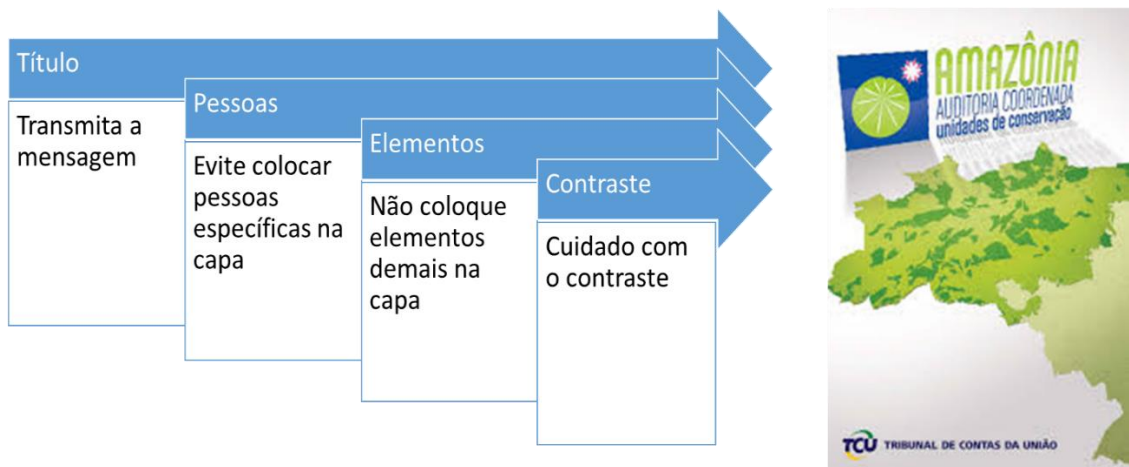 Título
Transmita a
mensagem
Pessoas
Evite colocar
pessoas
específicas na
capa
Elementos
Não coloque
elementos
demais na
capa
Contraste
Cuidado com
o contraste
AMAZÔNIA
AUDITORIA COORDENADA
unidades de conservação
TCU TRIBUNAL DE CONTAS DA UNIÃO